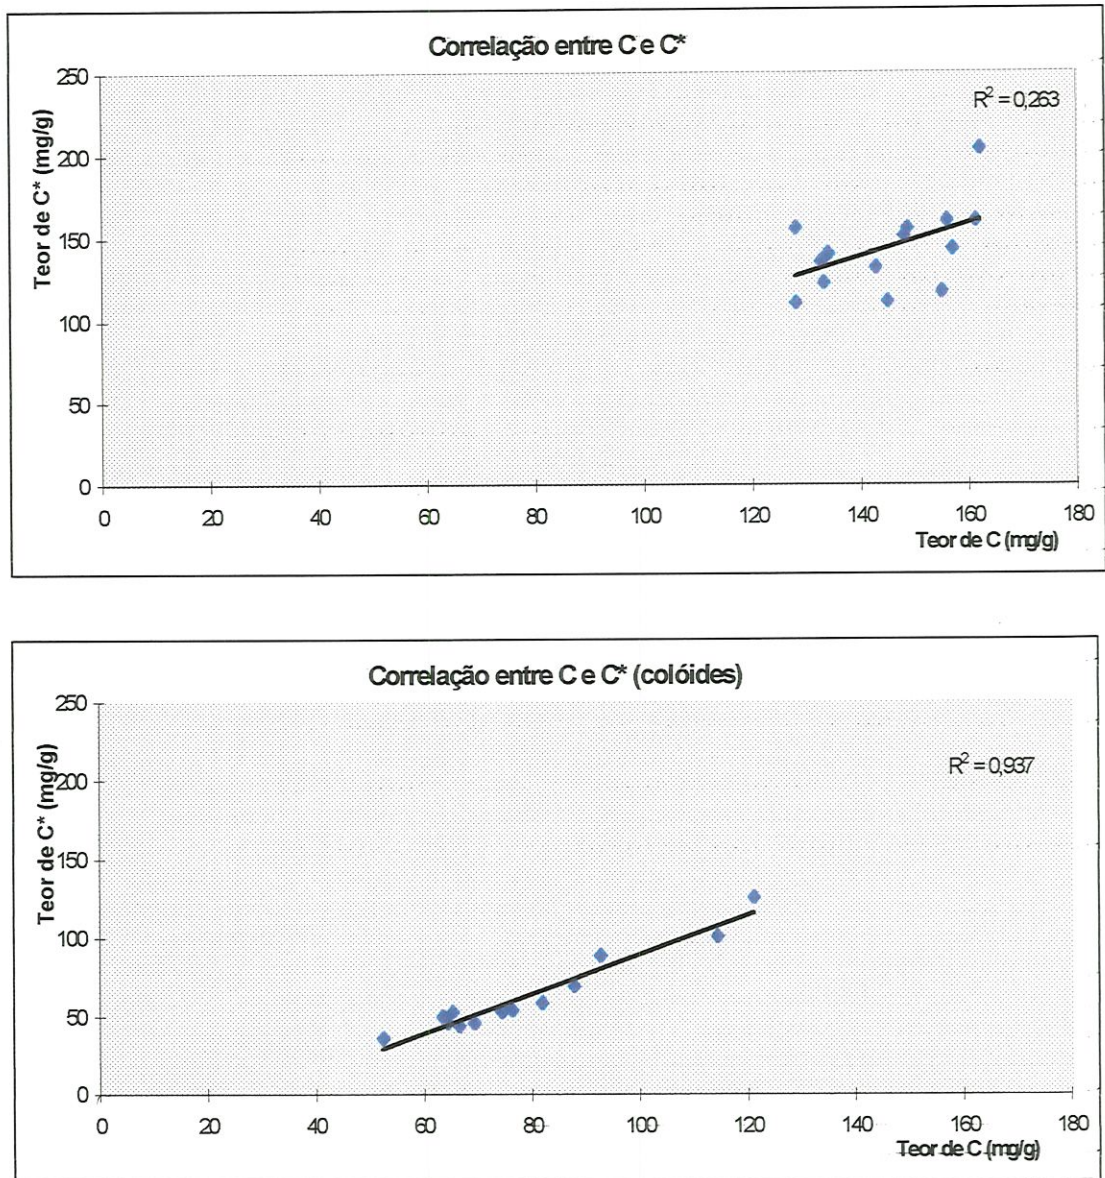 Correlação entre C e C*
R² = 0,263
Teor de C* (mg/g)
250
200
150
100
50
0
0 20 40 60 80 100 120 140 160 180
Teor de C (mg/g)
Correlação entre C e C* (colóides)
R² = 0,937
Teor de C* (mg/g)
250
200
150
100
50
0
0 20 40 60 80 100 120 140 160 180
Teor de C (mg/g)